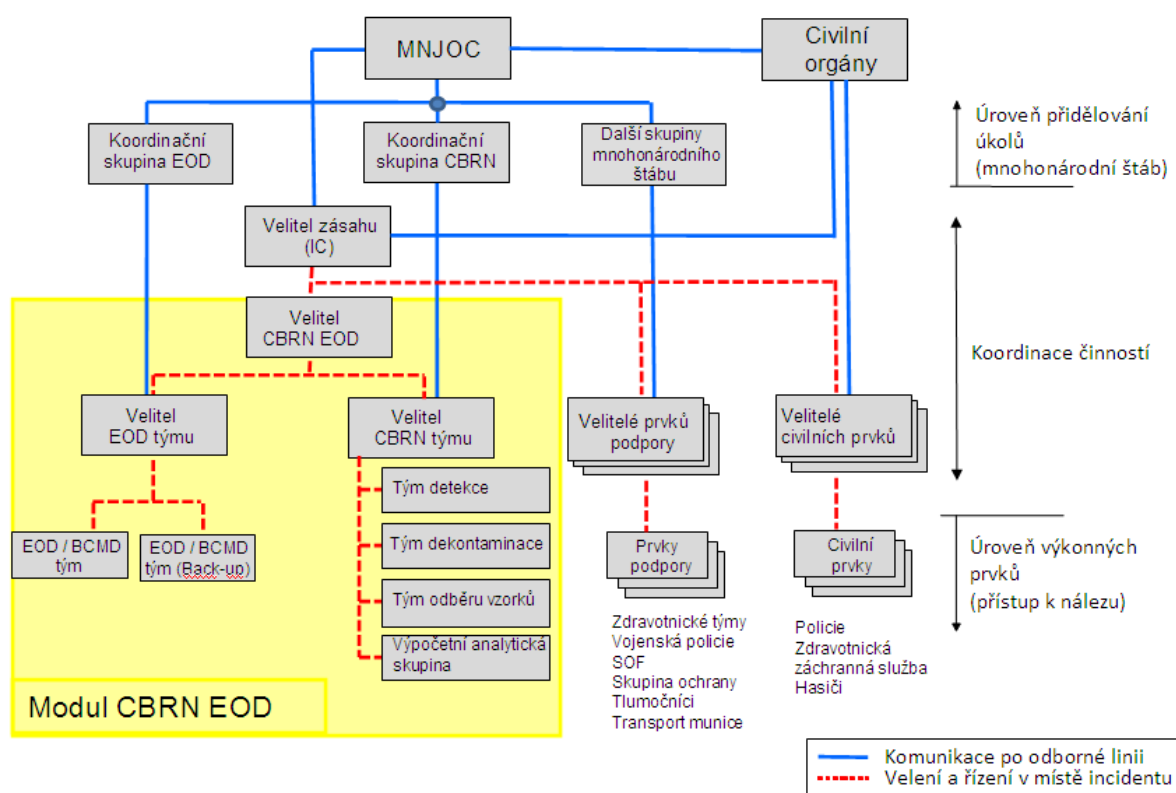 MNJOC
Civilní
orgány
Koordinační
skupina EOD
Koordinační
skupina CBRN
Další skupiny
mnohonárodního
štábu
Úroveň přidělování
úkolů
(mnohonárodní štáb)
Velitel zásahu
(IC)
Velitel
CBRN EOD
Koordinace činností
Velitel
EOD týmu
Velitel
CBRN týmu
Velitelé prvků
podpory
Velitelé
civilních prvků
Tým detekce
Tým dekontaminace
Tým odběru vzorků
Výpočetní analytická
skupina
EOD / BCMD
tým
EOD / BCMD
tým (Back-up)
Prvky
podpory
Civilní
prvky
Úroveň výkonných
prvků
(přístup k nálezu)
Zdravotnické týmy
Vojenská policie
SOF
Skupina ochrany
Tlumočníci
Transport munice
Policie
Zdravotnická
záchranná služba
Hasiči
Modul CBRN EOD
Komunikace po odborné linii
Velení a řízení v místě incidentu